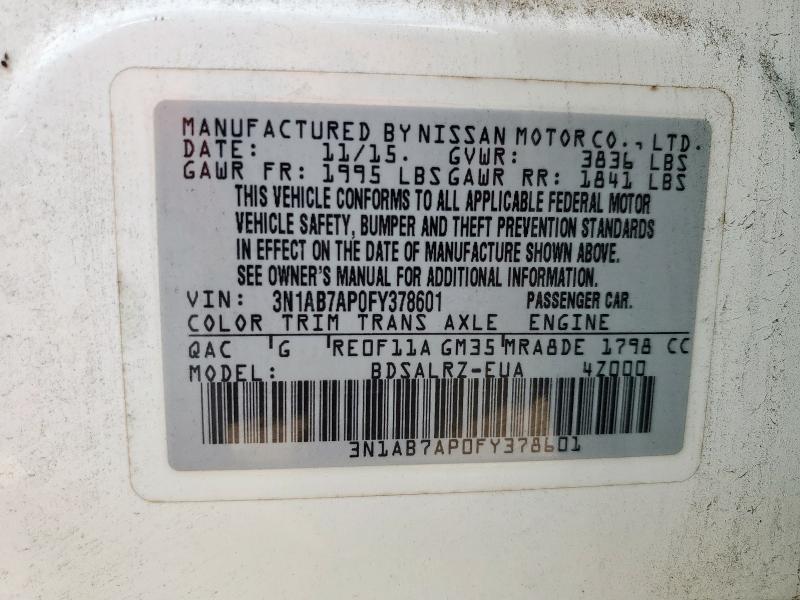 MANUFACTURED BY NISSAN MOTOR CO., LTD.
DATE: 11/15. GVWR: 3836 LBS
GAWR FR: 1995 LBS GAWR RR: 1841 LBS
THIS VEHICLE CONFORMS TO ALL APPLICABLE FEDERAL MOTOR
VEHICLE SAFETY, BUMPER AND THEFT PREVENTION STANDARDS
IN EFFECT ON THE DATE OF MANUFACTURE SHOWN ABOVE.
SEE OWNER'S MANUAL FOR ADDITIONAL INFORMATION.
VIN: 3N1AB7AP0FY378601 PASSENGER CAR.
COLOR TRIM TRANS AXLE ENGINE
QAC G RE0F11A GM35 MRA8DE 1798 CC
MODEL: BDSALRZ-EUA 4Z000
3N1AB7AP0FY378601